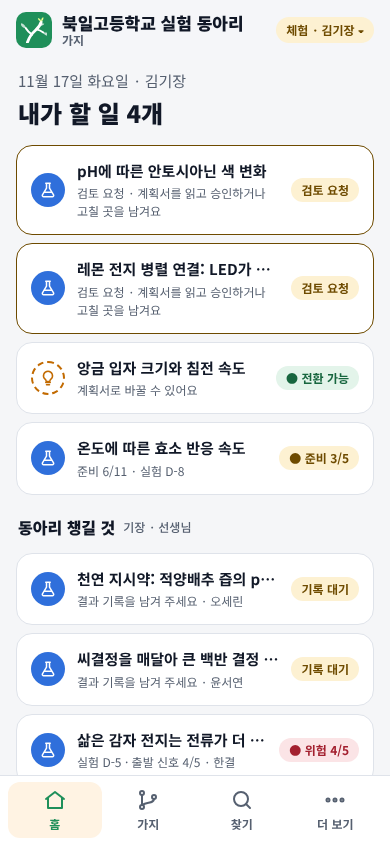 북일고등학교 실험 동아리
가지
체험 · 김기장
11월 17일 화요일 · 김기장
내가 할 일 4개
pH에 따른 안토시아닌 색 변화
검토 요청 · 계획서를 읽고 승인하거나
고칠 곳을 남겨요
검토 요청
레몬 전지 병렬 연결: LED가 …
검토 요청 · 계획서를 읽고 승인하거나
고칠 곳을 남겨요
검토 요청
앙금 입자 크기와 침전 속도
계획서로 바꿀 수 있어요
전환 가능
온도에 따른 효소 반응 속도
준비 6/11 · 실험 D-8
준비 3/5
동아리 챙길 것 기장 · 선생님
천연 지시약: 적양배추 즙의 p…
결과 기록을 남겨 주세요 · 오세린
기록 대기
씨결정을 매달아 큰 백반 결정 …
결과 기록을 남겨 주세요 · 윤서연
기록 대기
삶은 감자 전지는 전류가 더 …
실험 D-5 · 출발 신호 4/5 · 한결
위험 4/5
홈
가지
찾기
더 보기